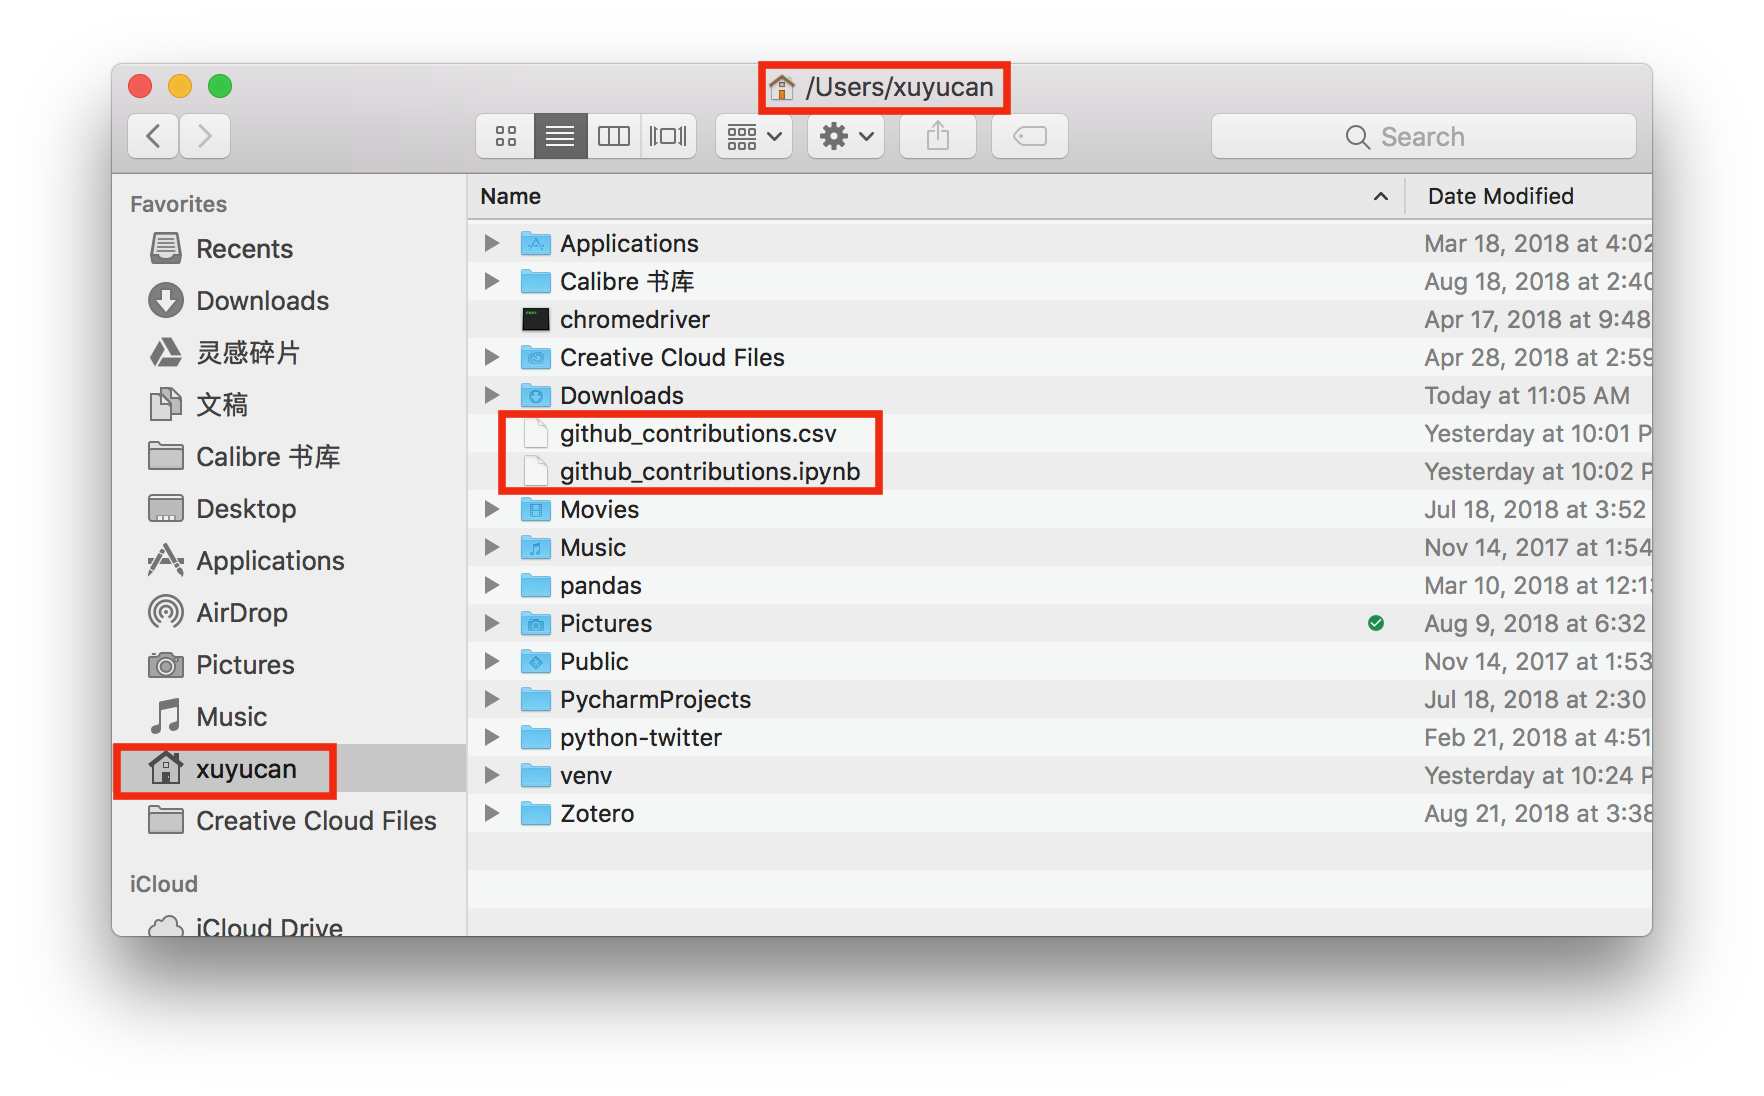 /Users/xuyucan
Search
Favorites
Recents
Downloads
灵感碎片
文稿
Calibre 书库
Desktop
Applications
AirDrop
Pictures
Music
xuyucan
Creative Cloud Files
iCloud
iCloud Drive
Name Date Modified
Applications Mar 18, 2018 at 4:02
Calibre 书库 Aug 18, 2018 at 2:40
chromedriver Apr 17, 2018 at 9:48
Creative Cloud Files Apr 28, 2018 at 2:59
Downloads Today at 11:05 AM
github_contributions.csv Yesterday at 10:01 P
github_contributions.ipynb Yesterday at 10:02 P
Movies Jul 18, 2018 at 3:52
Music Nov 14, 2017 at 1:54
pandas Mar 10, 2018 at 12:13
Pictures Aug 9, 2018 at 6:32
Public Nov 14, 2017 at 1:53
PycharmProjects Jul 18, 2018 at 2:30
python-twitter Feb 21, 2018 at 4:51
venv Yesterday at 10:24 P
Zotero Aug 21, 2018 at 3:38